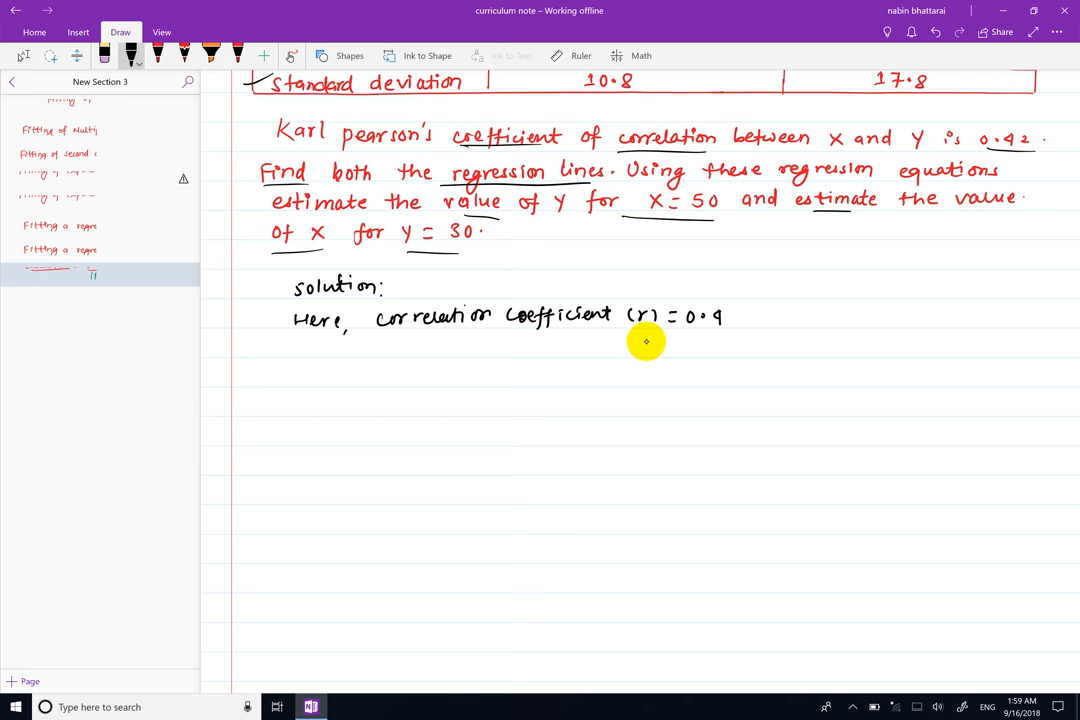 curriculum note – Working offline
nabin bhattarai
Home Insert Draw View
Share
Shapes Ink to Shape Ink to Text Ruler Math
New Section 3
Fitting of Multip
Fitting of second o
Fitting a regre
Fitting a regre
Standard deviation 10.8 17.8
Karl pearson's coefficient of correlation between X and Y is 0.42.
Find both the regression lines. Using these regression equations
estimate the value of Y for X = 50 and estimate the value
of X for Y = 30.
Solution:
Here, Correlation coefficient (r) = 0.4
Page
Type here to search
ENG
1:59 AM
9/16/2018